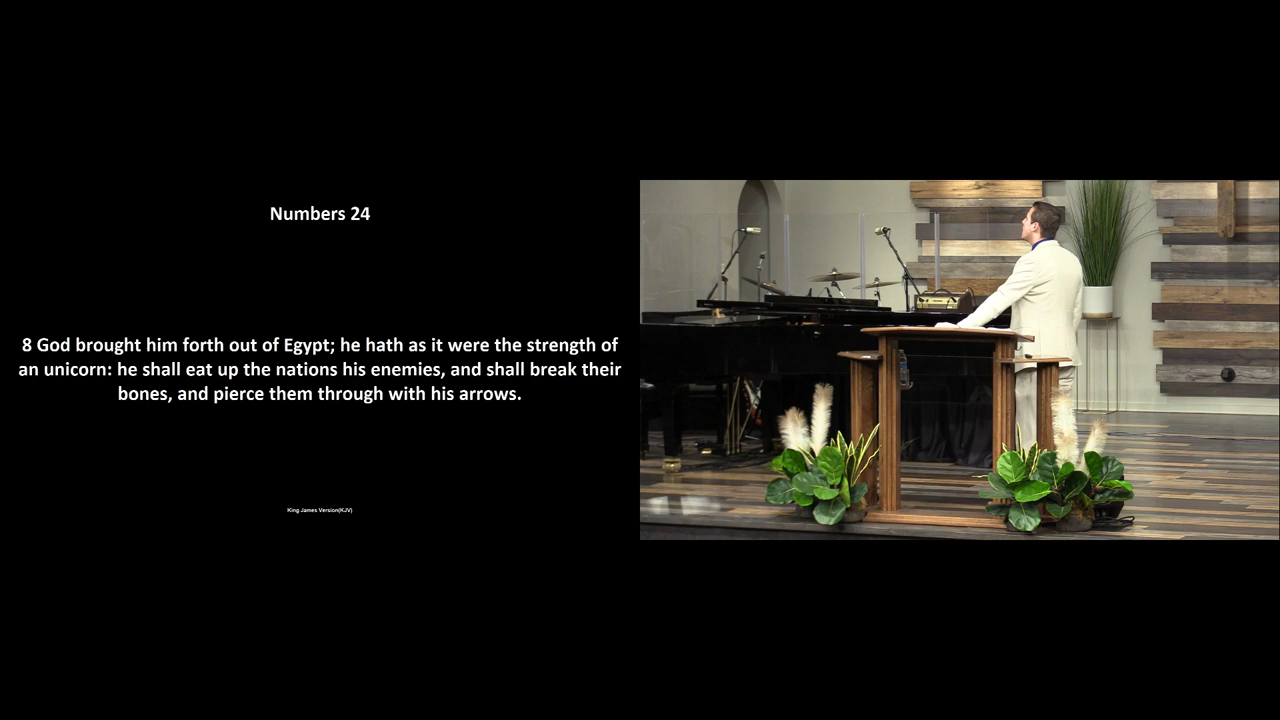 Numbers 24
8 God brought him forth out of Egypt; he hath as it were the strength of
an unicorn: he shall eat up the nations his enemies, and shall break their
bones, and pierce them through with his arrows.
King James Version(KJV)